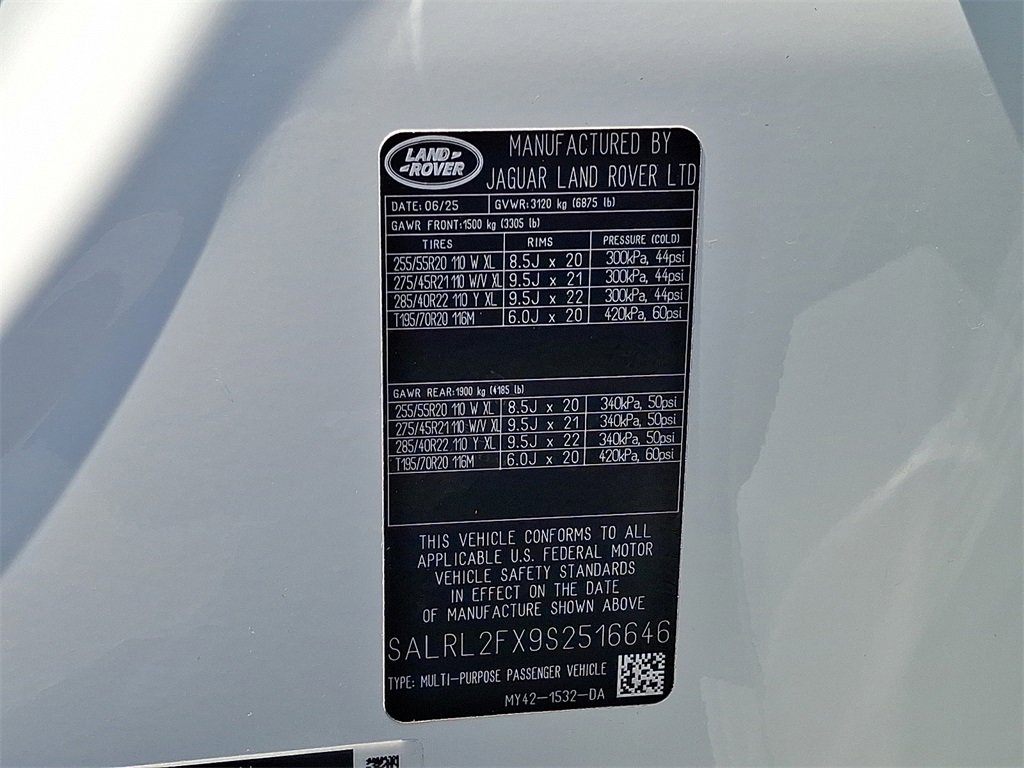 LAND-
-ROVER
MANUFACTURED BY
JAGUAR LAND ROVER LTD
DATE: 06/25 GVWR: 3120 kg (6875 lb)
GAWR FRONT: 1500 kg (3305 lb)
TIRES RIMS PRESSURE (COLD)
255/55R20 110 W XL 8.5J x 20 300kPa, 44psi
275/45R21 110 W/V XL 9.5J x 21 300kPa, 44psi
285/40R22 110 Y XL 9.5J x 22 300kPa, 44psi
T195/70R20 116M 6.0J x 20 420kPa, 60psi
GAWR REAR: 1900 kg (4185 lb)
255/55R20 110 W XL 8.5J x 20 340kPa, 50psi
275/45R21 110 W/V XL 9.5J x 21 340kPa, 50psi
285/40R22 110 Y XL 9.5J x 22 340kPa, 50psi
T195/70R20 116M 6.0J x 20 420kPa, 60psi
THIS VEHICLE CONFORMS TO ALL
APPLICABLE U.S. FEDERAL MOTOR
VEHICLE SAFETY STANDARDS
IN EFFECT ON THE DATE
OF MANUFACTURE SHOWN ABOVE
SALRL2FX9S2516646
TYPE: MULTI-PURPOSE PASSENGER VEHICLE
MY42-1532-DA